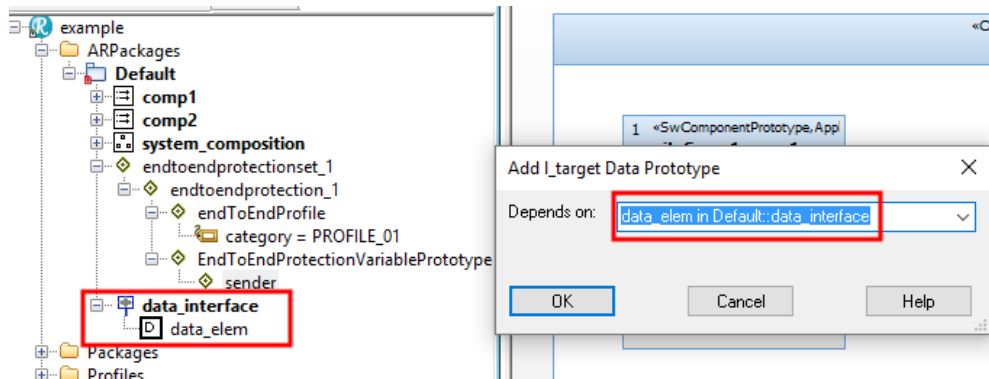 example
ARPackages
Default
comp1
comp2
system_composition
endtoendprotectionset_1
endtoendprotection_1
endToEndProfile
category = PROFILE_01
EndToEndProtectionVariablePrototype
sender
data_interface
D data_elem
Packages
Profiles
«C
1 «SwComponentPrototype, Appl
Add I_target Data Prototype
Depends on: data_elem in Default::data_interface
OK Cancel Help